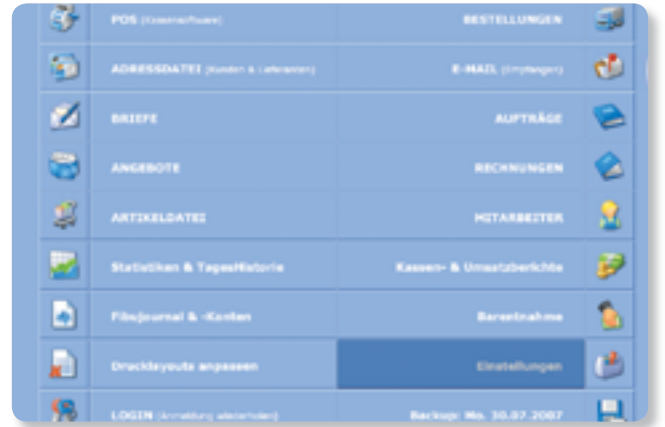 POS (Kassensoftware)
BESTELLUNGEN
ADRESSDATEI (Kunden & Lieferanten)
E-MAIL (Empfangen)
BRIEFE
AUFTRÄGE
ANGEBOTE
RECHNUNGEN
ARTIKELDATEI
MITARBEITER
Statistiken & TagesHistorie
Kassen- & Umsatzberichte
Fibujournal & -Konten
Barentnahme
Drucklayouts anpassen
Einstellungen
LOGIN (Anmeldung wiederholen)
Backup: Mo. 30.07.2007